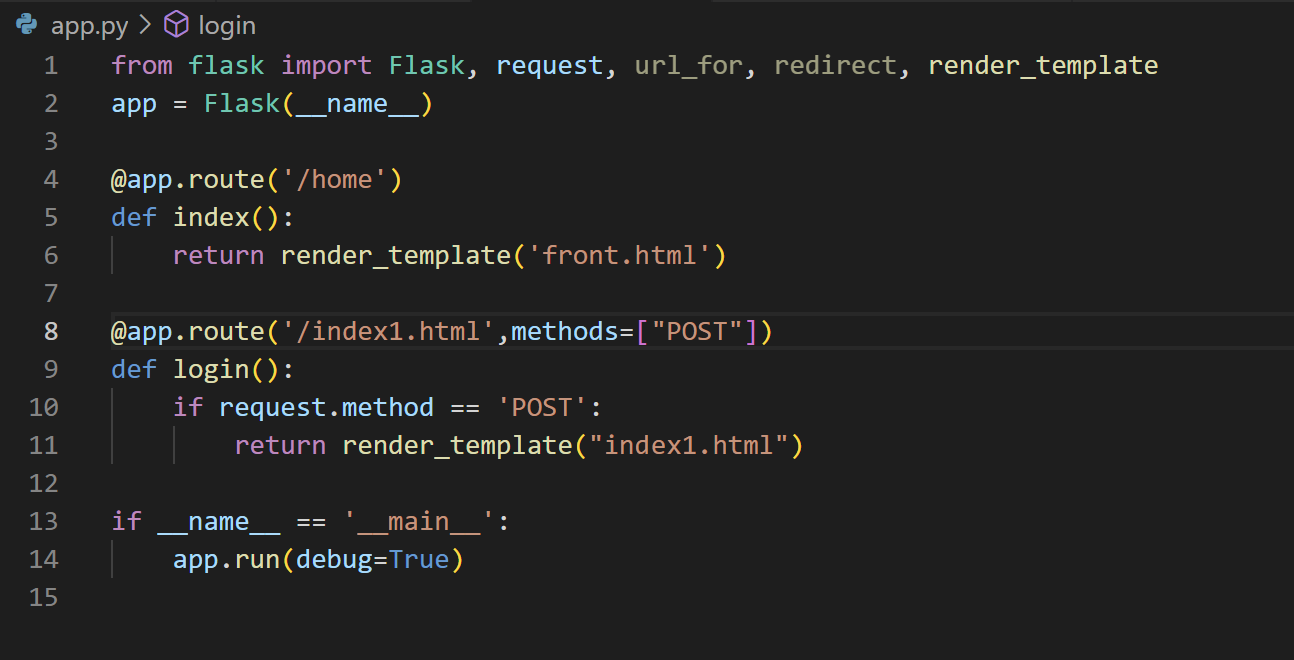 app.py > login
1 from flask import Flask, request, url_for, redirect, render_template
2 app = Flask(__name__)
3
4 @app.route('/home')
5 def index():
6     return render_template('front.html')
7
8 @app.route('/index1.html',methods=["POST"])
9 def login():
10     if request.method == 'POST':
11         return render_template("index1.html")
12
13 if __name__ == '__main__':
14     app.run(debug=True)
15